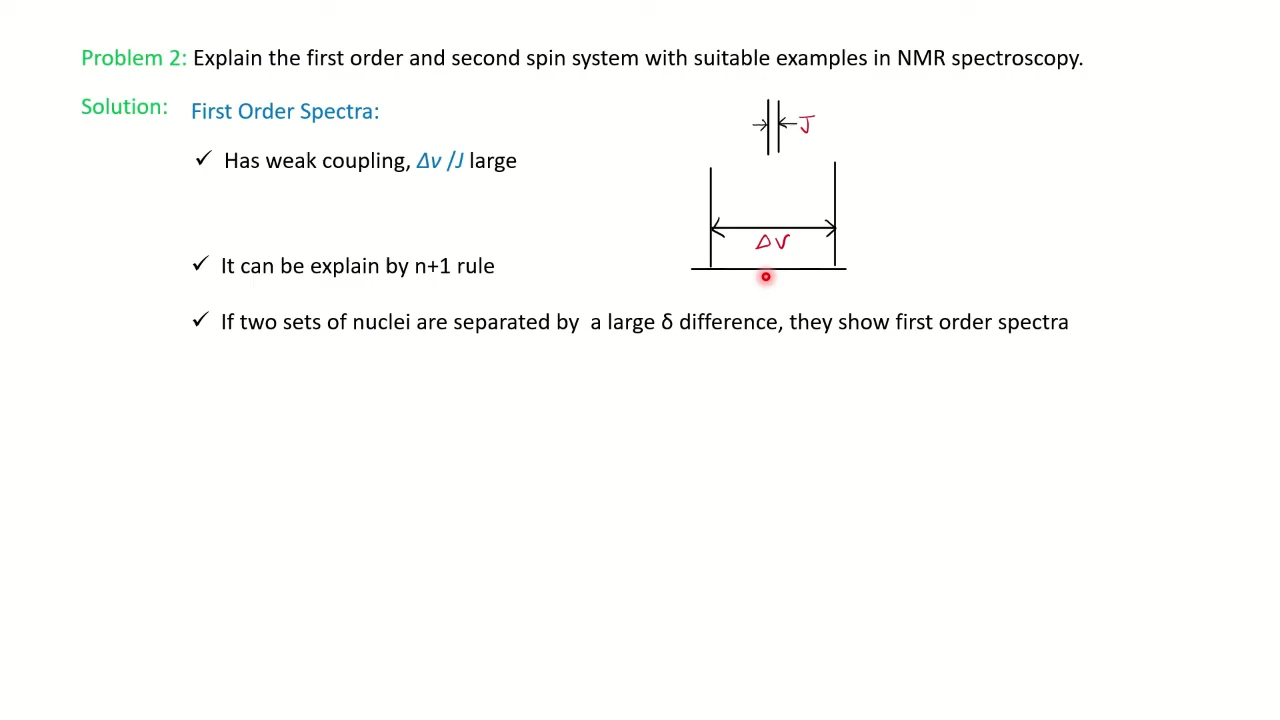 Problem 2: Explain the first order and second spin system with suitable examples in NMR spectroscopy.
Solution: First Order Spectra:
J
✓ Has weak coupling, Δv /J large
Δv
✓ It can be explain by n+1 rule
✓ If two sets of nuclei are separated by a large δ difference, they show first order spectra